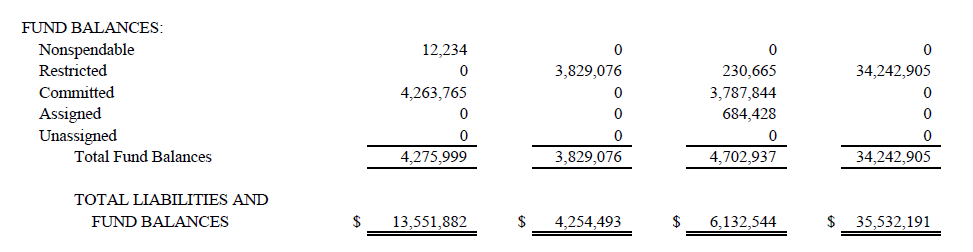 FUND BALANCES:
Nonspendable 12,234 0 0 0
Restricted 0 3,829,076 230,665 34,242,905
Committed 4,263,765 0 3,787,844 0
Assigned 0 0 684,428 0
Unassigned 0 0 0 0
Total Fund Balances 4,275,999 3,829,076 4,702,937 34,242,905
TOTAL LIABILITIES AND
FUND BALANCES $ 13,551,882 $ 4,254,493 $ 6,132,544 $ 35,532,191